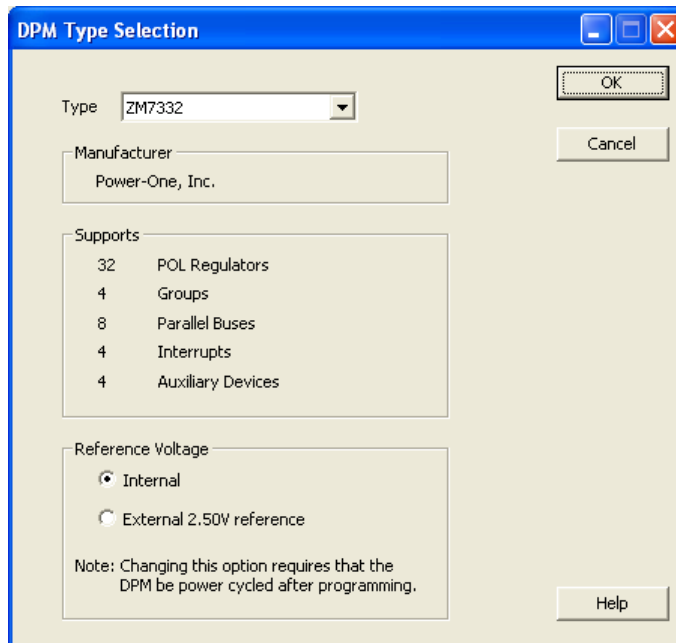 DPM Type Selection
OK
Type ZM7332
Cancel
Manufacturer
Power-One, Inc.
Supports
32 POL Regulators
4 Groups
8 Parallel Buses
4 Interrupts
4 Auxiliary Devices
Reference Voltage
Internal
External 2.50V reference
Note: Changing this option requires that the
DPM be power cycled after programming.
Help